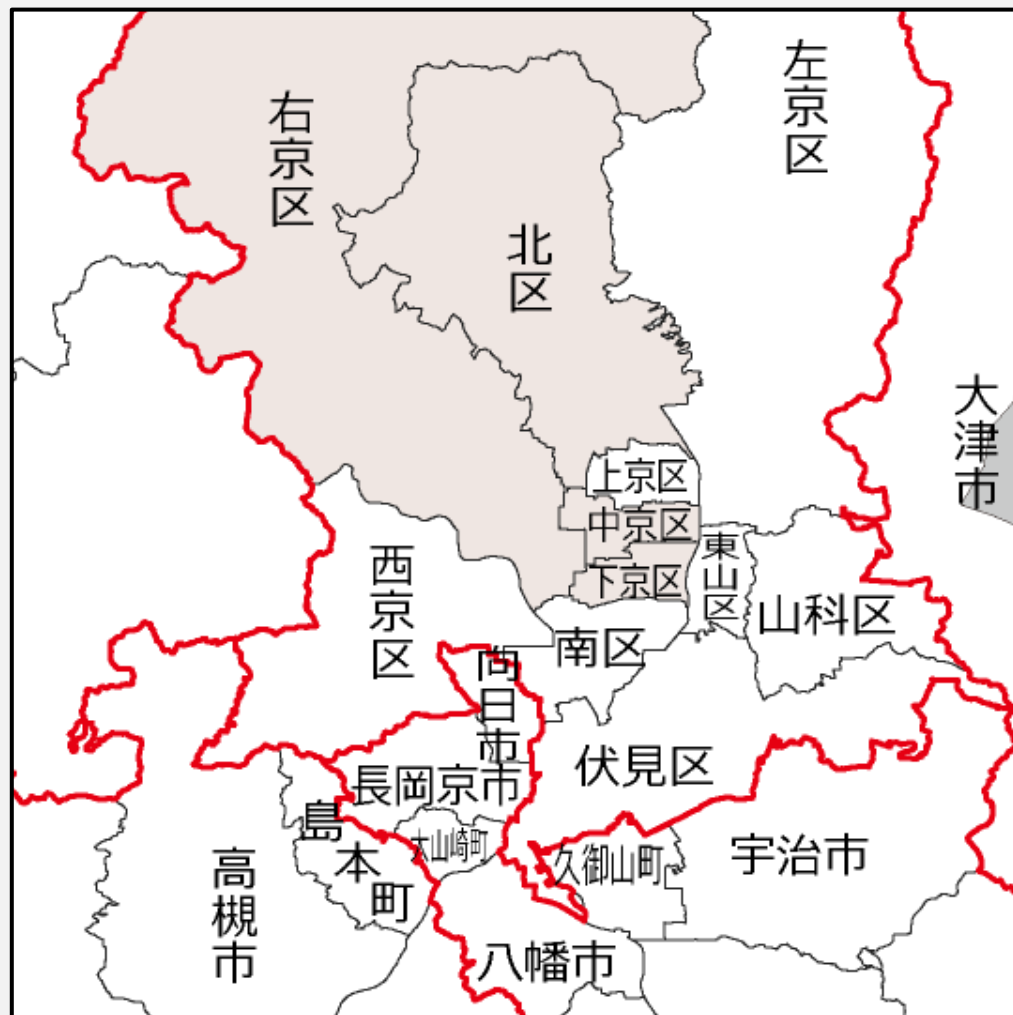 左京区
右京区
北区
大津市
上京区
中京区
下京区
東山区
西京区
山科区
南区
向日市
伏見区
長岡京市
島本町
大山崎町
久御山町
宇治市
高槻市
八幡市